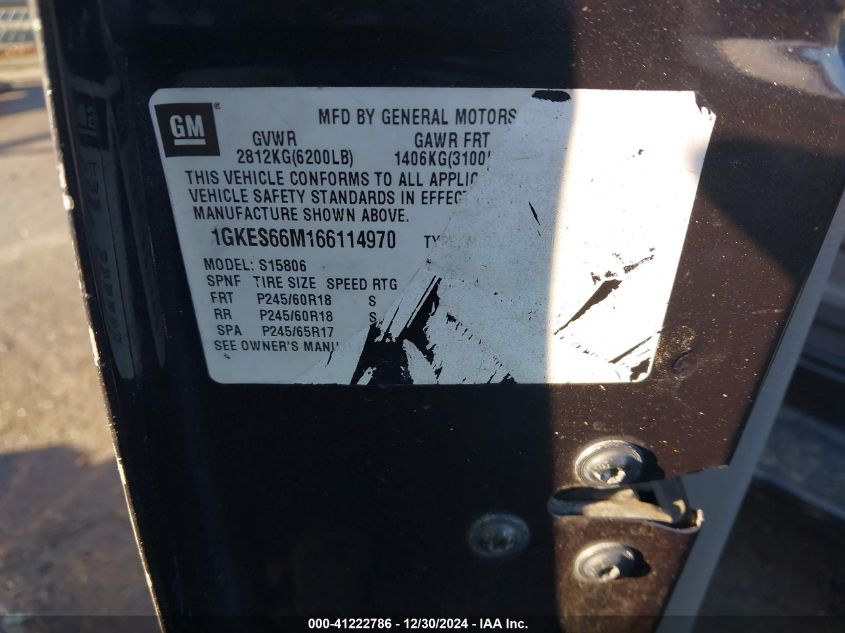 GM
MFD BY GENERAL MOTORS
GVWR GAWR FRT
2812KG(6200LB) 1406KG(3100
THIS VEHICLE CONFORMS TO ALL APPLIC
VEHICLE SAFETY STANDARDS IN EFFECT
MANUFACTURE SHOWN ABOVE.
1GKES66M166114970 TYPE
MODEL: S15806
SPNF TIRE SIZE SPEED RTG
FRT P245/60R18 S
RR P245/60R18 S
SPA P245/65R17
SEE OWNER'S MANU
000-41222786 - 12/30/2024 - IAA Inc.